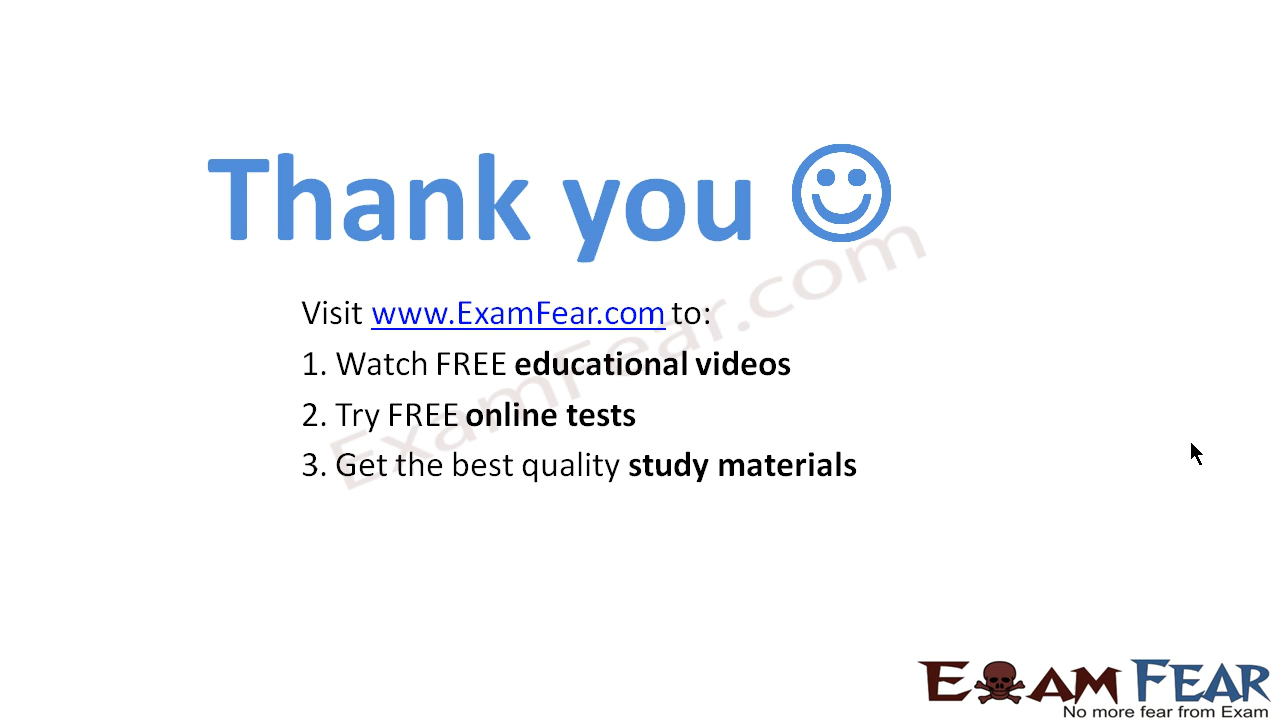 Thank you
Visit www.ExamFear.com to:
1. Watch FREE educational videos
2. Try FREE online tests
3. Get the best quality study materials
ExamFear.com
EXAM FEAR
No more fear from Exam